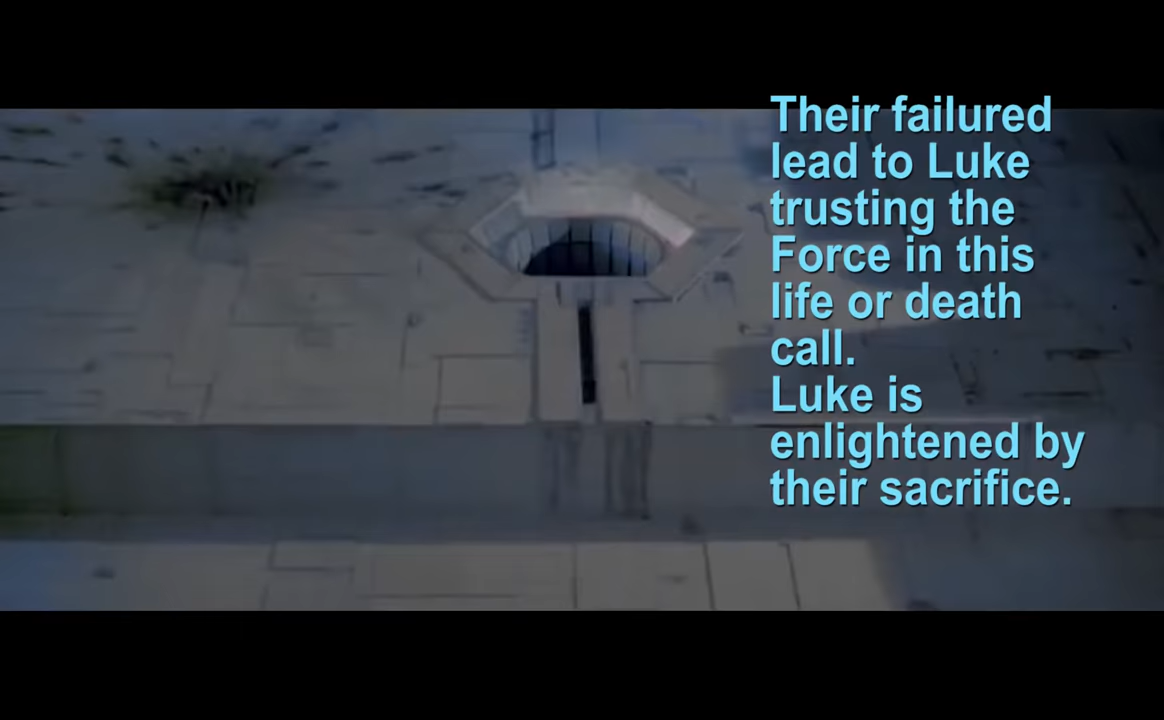 Their failured
lead to Luke
trusting the
Force in this
life or death
call.
Luke is
enlightened by
their sacrifice.